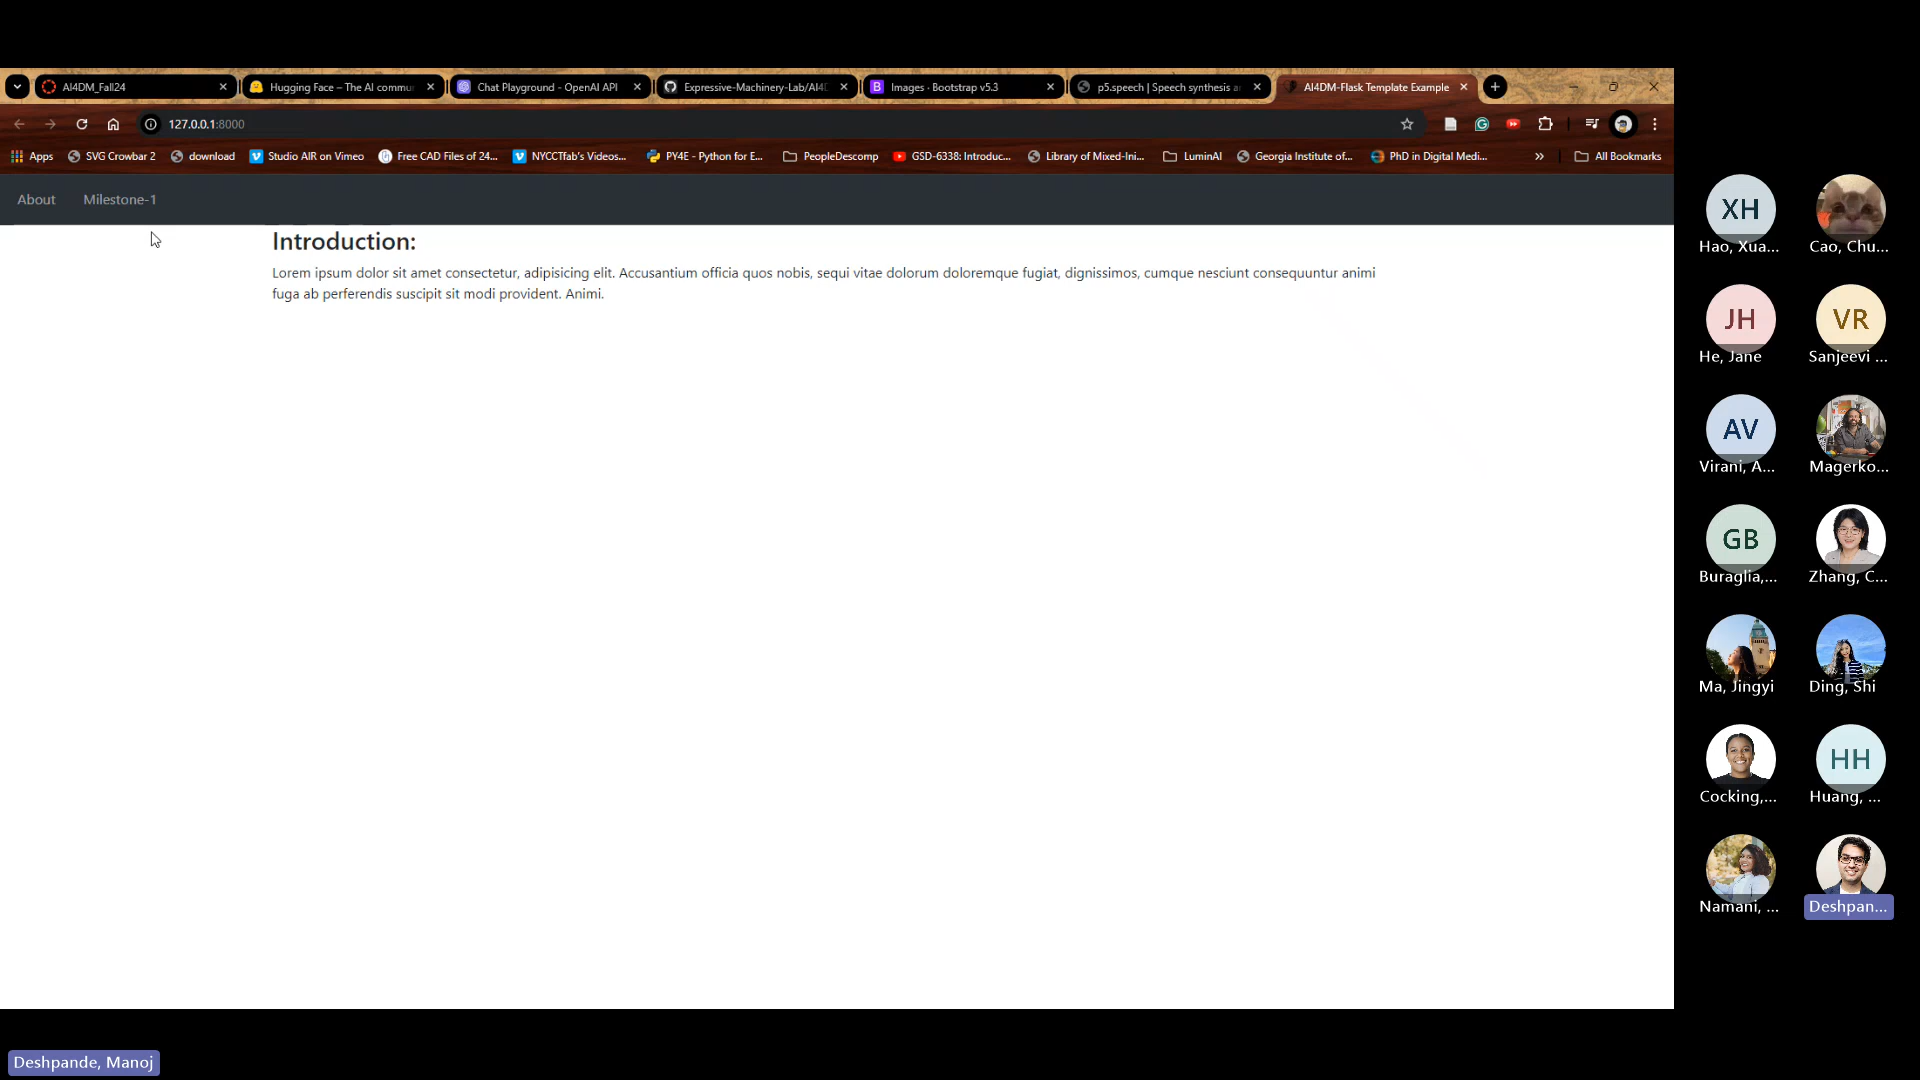 AI4DM_Fall24
Hugging Face – The AI commu
Chat Playground - OpenAI API
Expressive-Machinery-Lab/AI4
Images · Bootstrap v5.3
p5.speech | Speech synthesis a
AI4DM-Flask Template Example
127.0.0.1:8000
Apps
SVG Crowbar 2
download
Studio AIR on Vimeo
Free CAD Files of 24...
NYCCTfab's Videos...
PY4E - Python for E...
PeopleDescomp
GSD-6338: Introduc...
Library of Mixed-Ini...
LuminAI
Georgia Institute of...
PhD in Digital Medi...
»
All Bookmarks
About
Milestone-1
Introduction:
Lorem ipsum dolor sit amet consectetur, adipisicing elit. Accusantium officia quos nobis, sequi vitae dolorum doloremque fugiat, dignissimos, cumque nesciunt consequuntur animi
fuga ab perferendis suscipit sit modi provident. Animi.
XH
Hao, Xua...
Cao, Chu...
JH
He, Jane
VR
Sanjeevi ...
AV
Virani, A...
Magerko...
GB
Buraglia,...
Zhang, C...
Ma, Jingyi
Ding, Shi
Cocking,...
HH
Huang, ...
Namani, ...
Deshpan...
Deshpande, Manoj